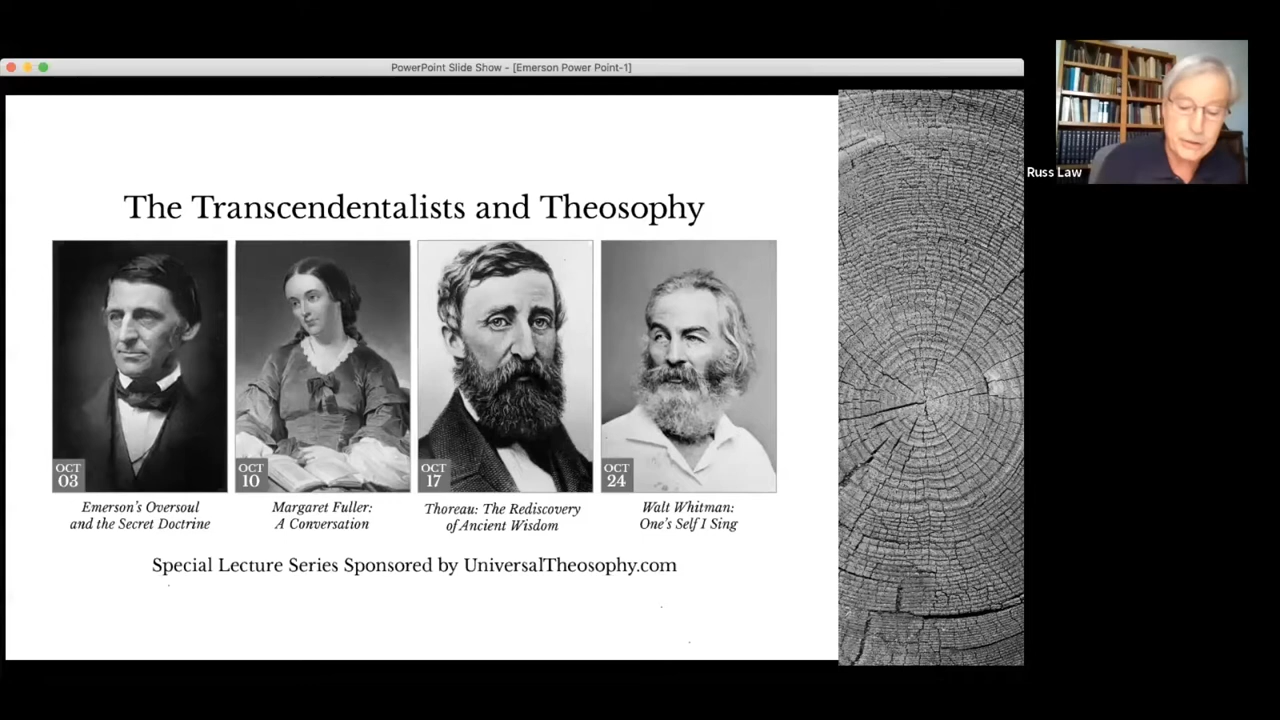 PowerPoint Slide Show - [Emerson Power Point-1]
Russ Law
The Transcendentalists and Theosophy
OCT
03
OCT
10
OCT
17
OCT
24
Emerson's Oversoul
and the Secret Doctrine
Margaret Fuller:
A Conversation
Thoreau: The Rediscovery
of Ancient Wisdom
Walt Whitman:
One's Self I Sing
Special Lecture Series Sponsored by UniversalTheosophy.com